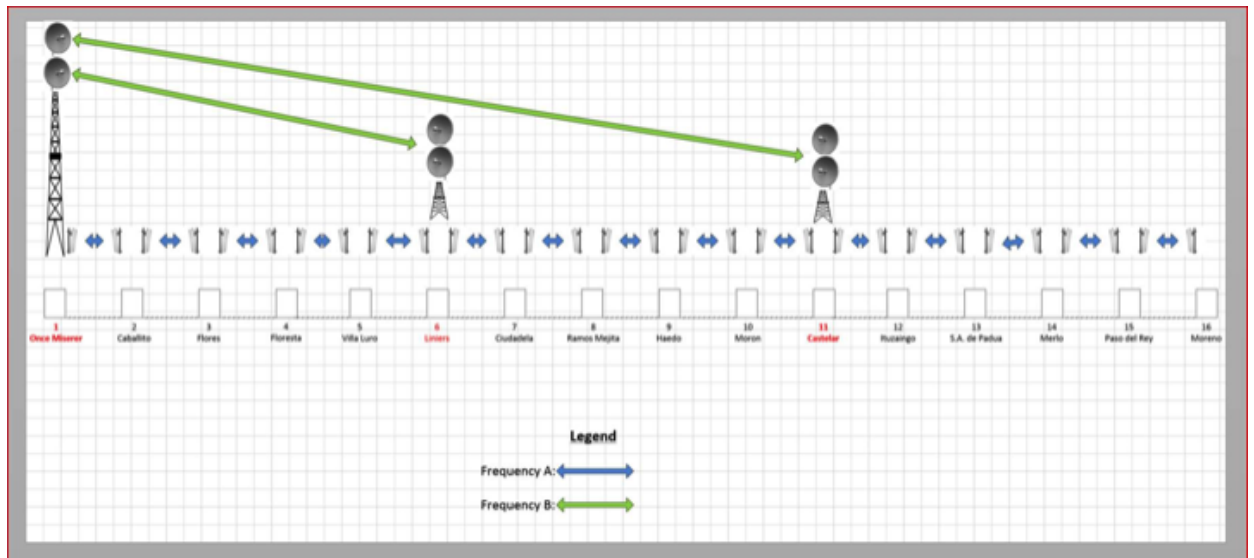 1 2 3 4 5 6 7 8 9 10 11 12 13 14 15 16
Once Miserer Caballito Flores Floresta Villa Luro Liniers Ciudadela Ramos Mejita Haedo Moron Castelar Ituzaingo S.A. de Padua Merlo Paso del Rey Moreno
Legend
Frequency A:
Frequency B: